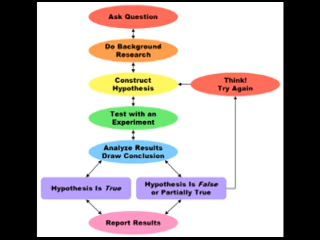 Ask Question
Do Background
Research
Construct
Hypothesis
Think!
Try Again
Test with an
Experiment
Analyze Results
Draw Conclusion
Hypothesis Is True
Hypothesis Is False
or Partially True
Report Results